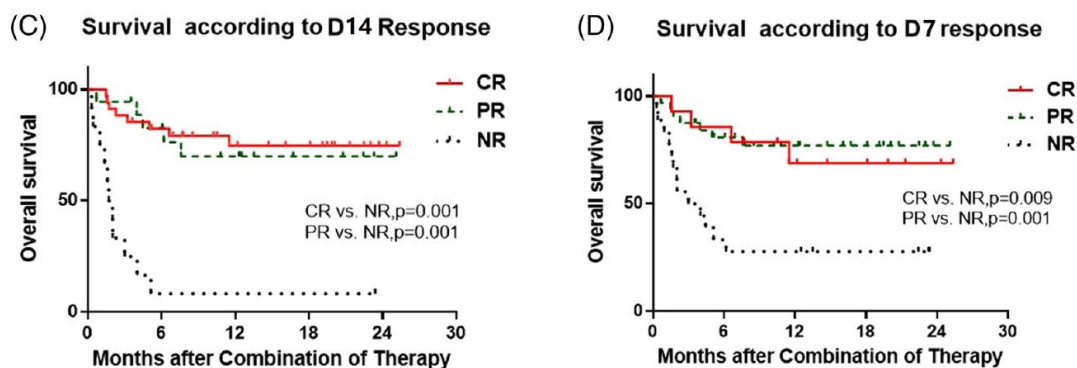 (C) Survival according to D14 Response
CR
PR
NR
100
50
0
Overall survival
CR vs. NR,p=0.001
PR vs. NR,p=0.001
0 6 12 18 24 30
Months after Combination of Therapy
(D) Survival according to D7 response
CR
PR
NR
100
50
0
Overall survival
CR vs. NR,p=0.009
PR vs. NR,p=0.001
0 6 12 18 24 30
Months after Combination of Therapy